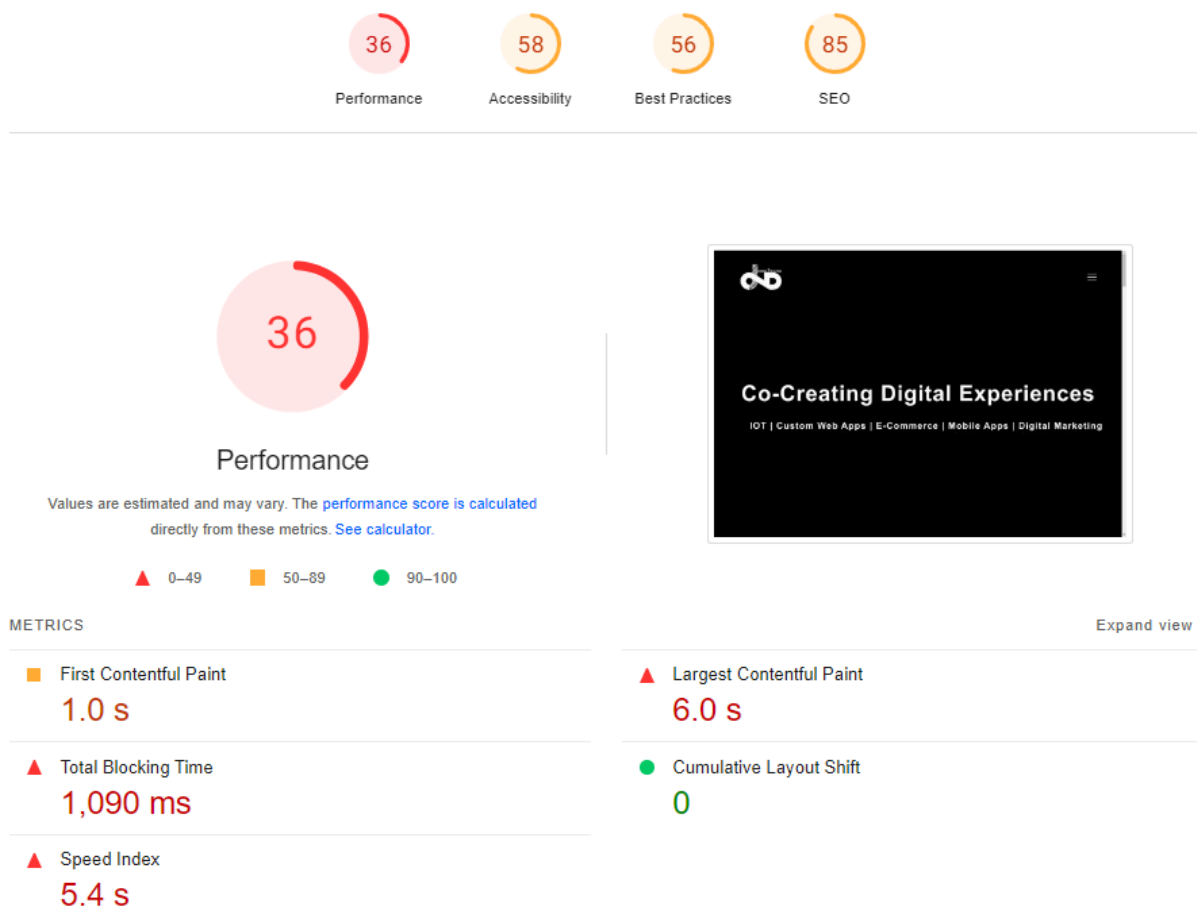 36 58 56 85
Performance Accessibility Best Practices SEO
36
Performance
Values are estimated and may vary. The performance score is calculated
directly from these metrics. See calculator.
0–49 50–89 90–100
Co-Creating Digital Experiences
IOT | Custom Web Apps | E-Commerce | Mobile Apps | Digital Marketing
METRICS Expand view
First Contentful Paint
1.0 s
Largest Contentful Paint
6.0 s
Total Blocking Time
1,090 ms
Cumulative Layout Shift
0
Speed Index
5.4 s